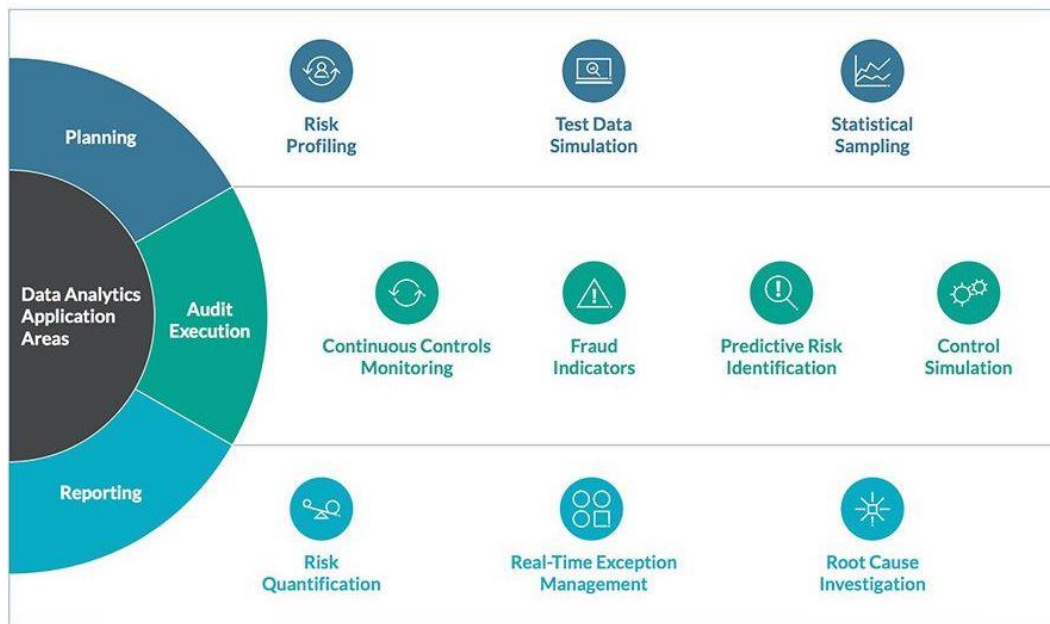 Planning
Risk
Profiling
Test Data
Simulation
Statistical
Sampling
Data Analytics
Application
Areas
Audit
Execution
Continuous Controls
Monitoring
Fraud
Indicators
Predictive Risk
Identification
Control
Simulation
Reporting
Risk
Quantification
Real-Time Exception
Management
Root Cause
Investigation